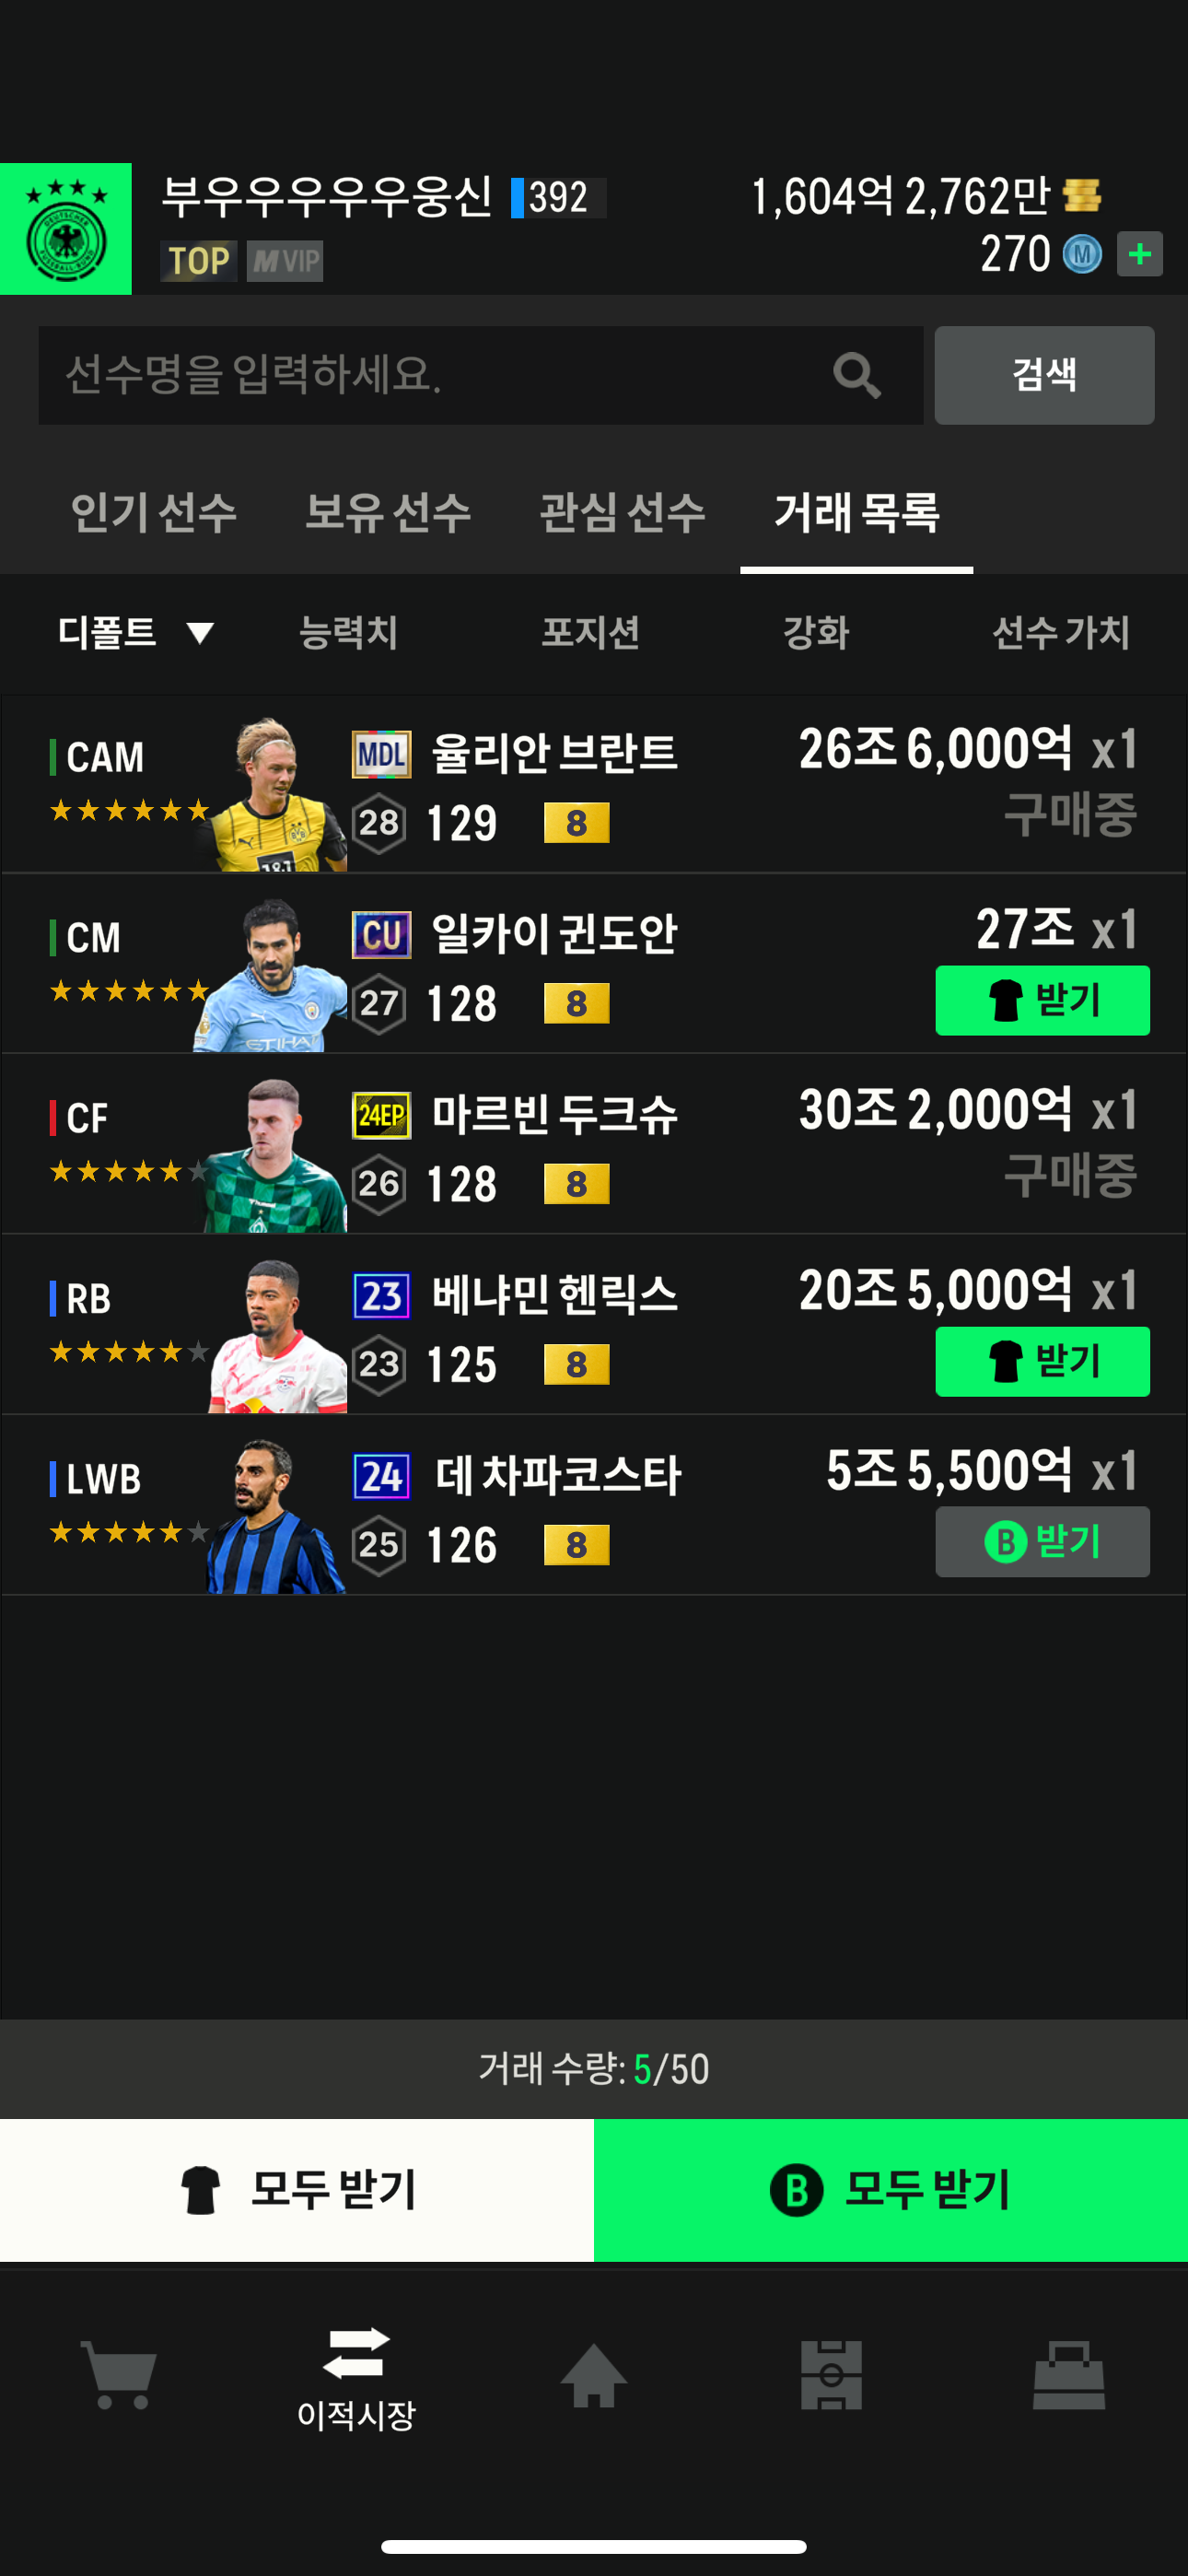 부우우우우우웅신 392
1,604억 2,762만
TOP M VIP
270 M +
선수명을 입력하세요.
검색
인기 선수 보유 선수 관심 선수 거래 목록
디폴트 ▼ 능력치 포지션 강화 선수 가치
CAM MDL 율리안 브란트 26조 6,000억 x1
28 129 8 구매중
CM CU 일카이 귄도안 27조 x1
27 128 8 받기
ETIHA
CF 24EP 마르빈 두크슈 30조 2,000억 x1
26 128 8 구매중
RB 23 베냐민 헨릭스 20조 5,000억 x1
23 125 8 받기
LWB 24 데 차파코스타 5조 5,500억 x1
25 126 8 B 받기
거래 수량: 5/50
모두 받기 B 모두 받기
이적시장